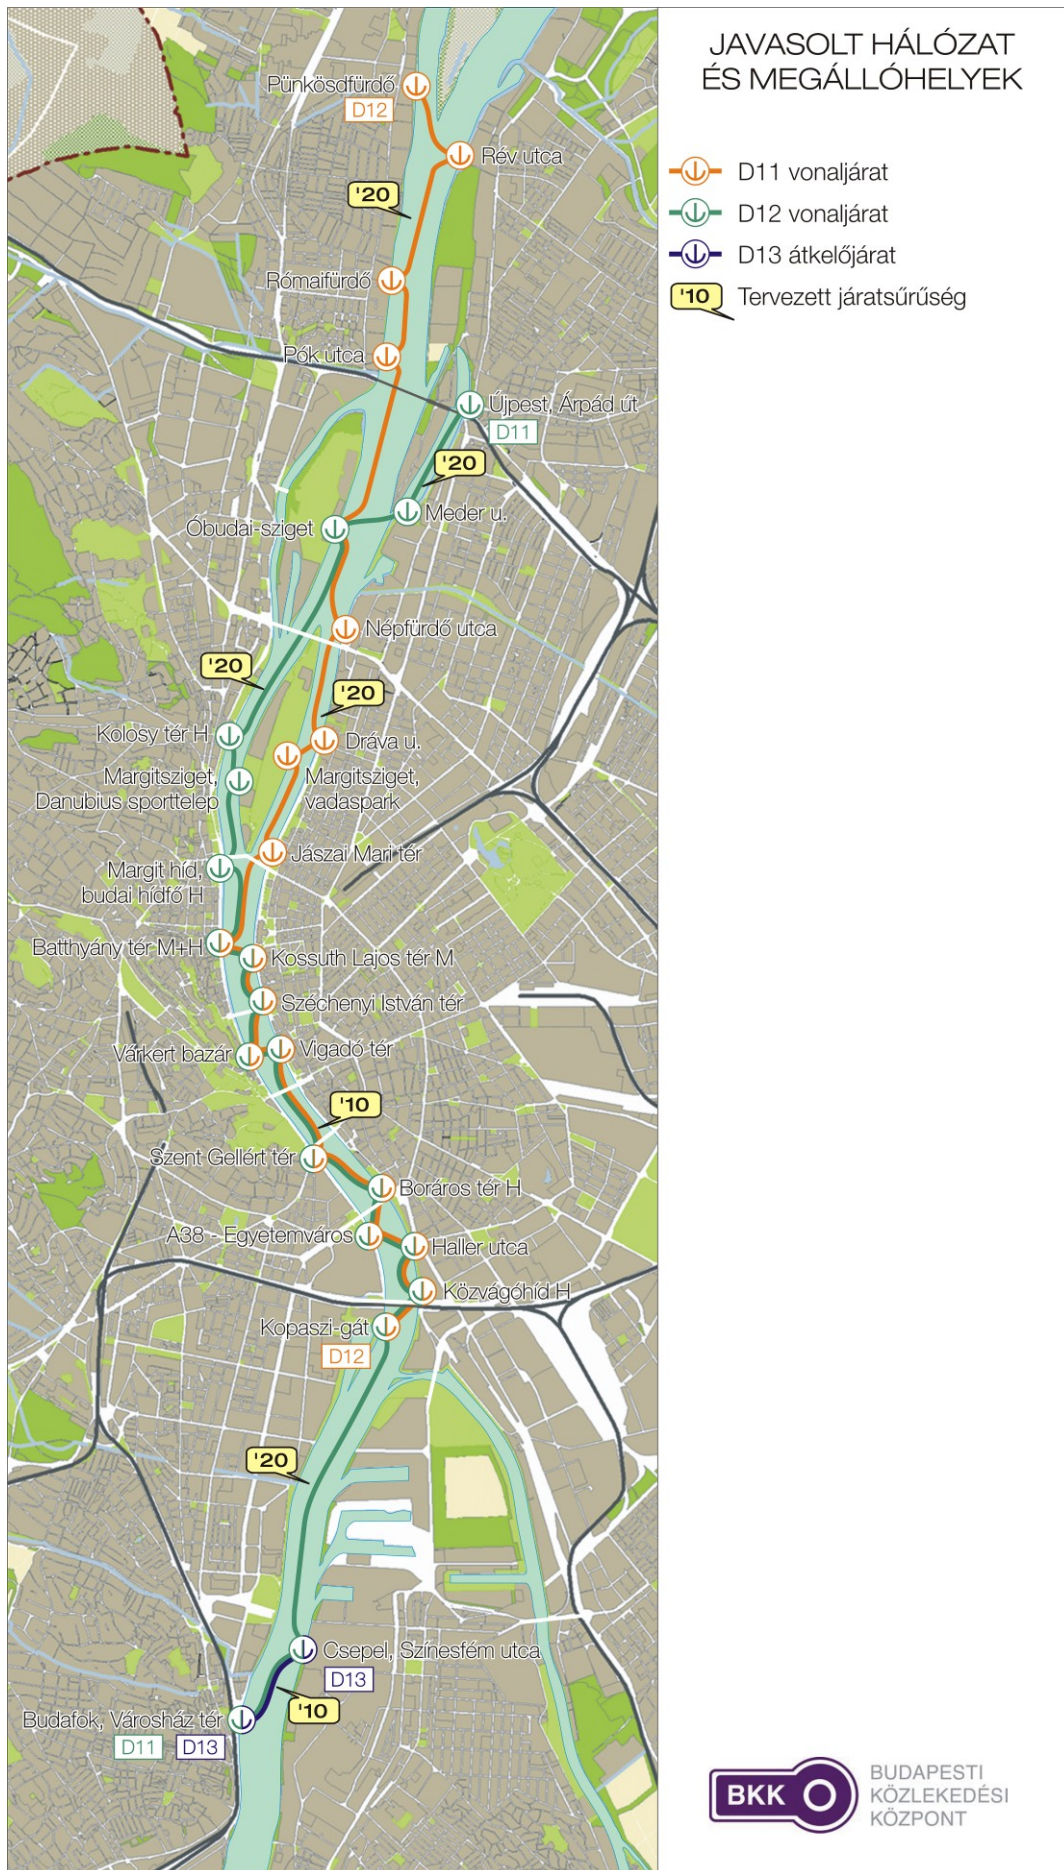 JAVASOLT HÁLÓZAT
ÉS MEGÁLLÓHELYEK
D11 vonaljárat
D12 vonaljárat
D13 átkelőjárat
'10 Tervezett járatsűrűség
Pünkösdfürdő
D12
Rév utca
'20
Rómaifürdő
Pók utca
Újpest, Árpád út
D11
'20
Meder u.
Óbudai-sziget
Népfürdő utca
'20
'20
Kolosy tér H
Dráva u.
Margitsziget,
Danubius sporttelep
Margitsziget,
vadaspark
Jászai Mari tér
Margit híd,
budai hídfő H
Batthyány tér M+H
Kossuth Lajos tér M
Széchenyi István tér
Várkert bazár
Vigadó tér
'10
Szent Gellért tér
Boráros tér H
A38 - Egyetemváros
Haller utca
Közvágóhíd H
Kopaszi-gát
D12
'20
Csepel, Színesfém utca
D13
'10
Budafok, Városház tér
D11 D13
BKK
BUDAPESTI
KÖZLEKEDÉSI
KÖZPONT